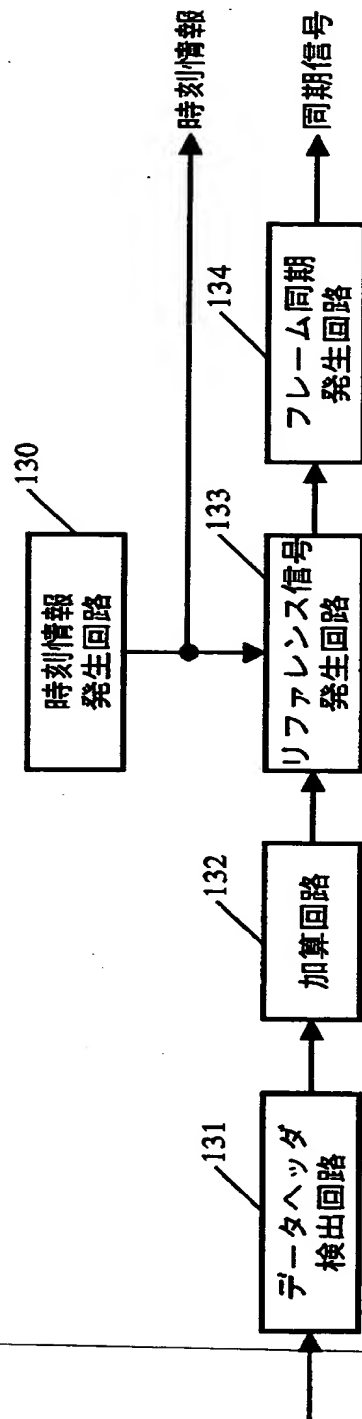 130
時刻情報
発生回路
時刻情報
131
データヘッダ
検出回路
132
加算回路
133
リファレンス信号
発生回路
134
フレーム同期
発生回路
同期信号